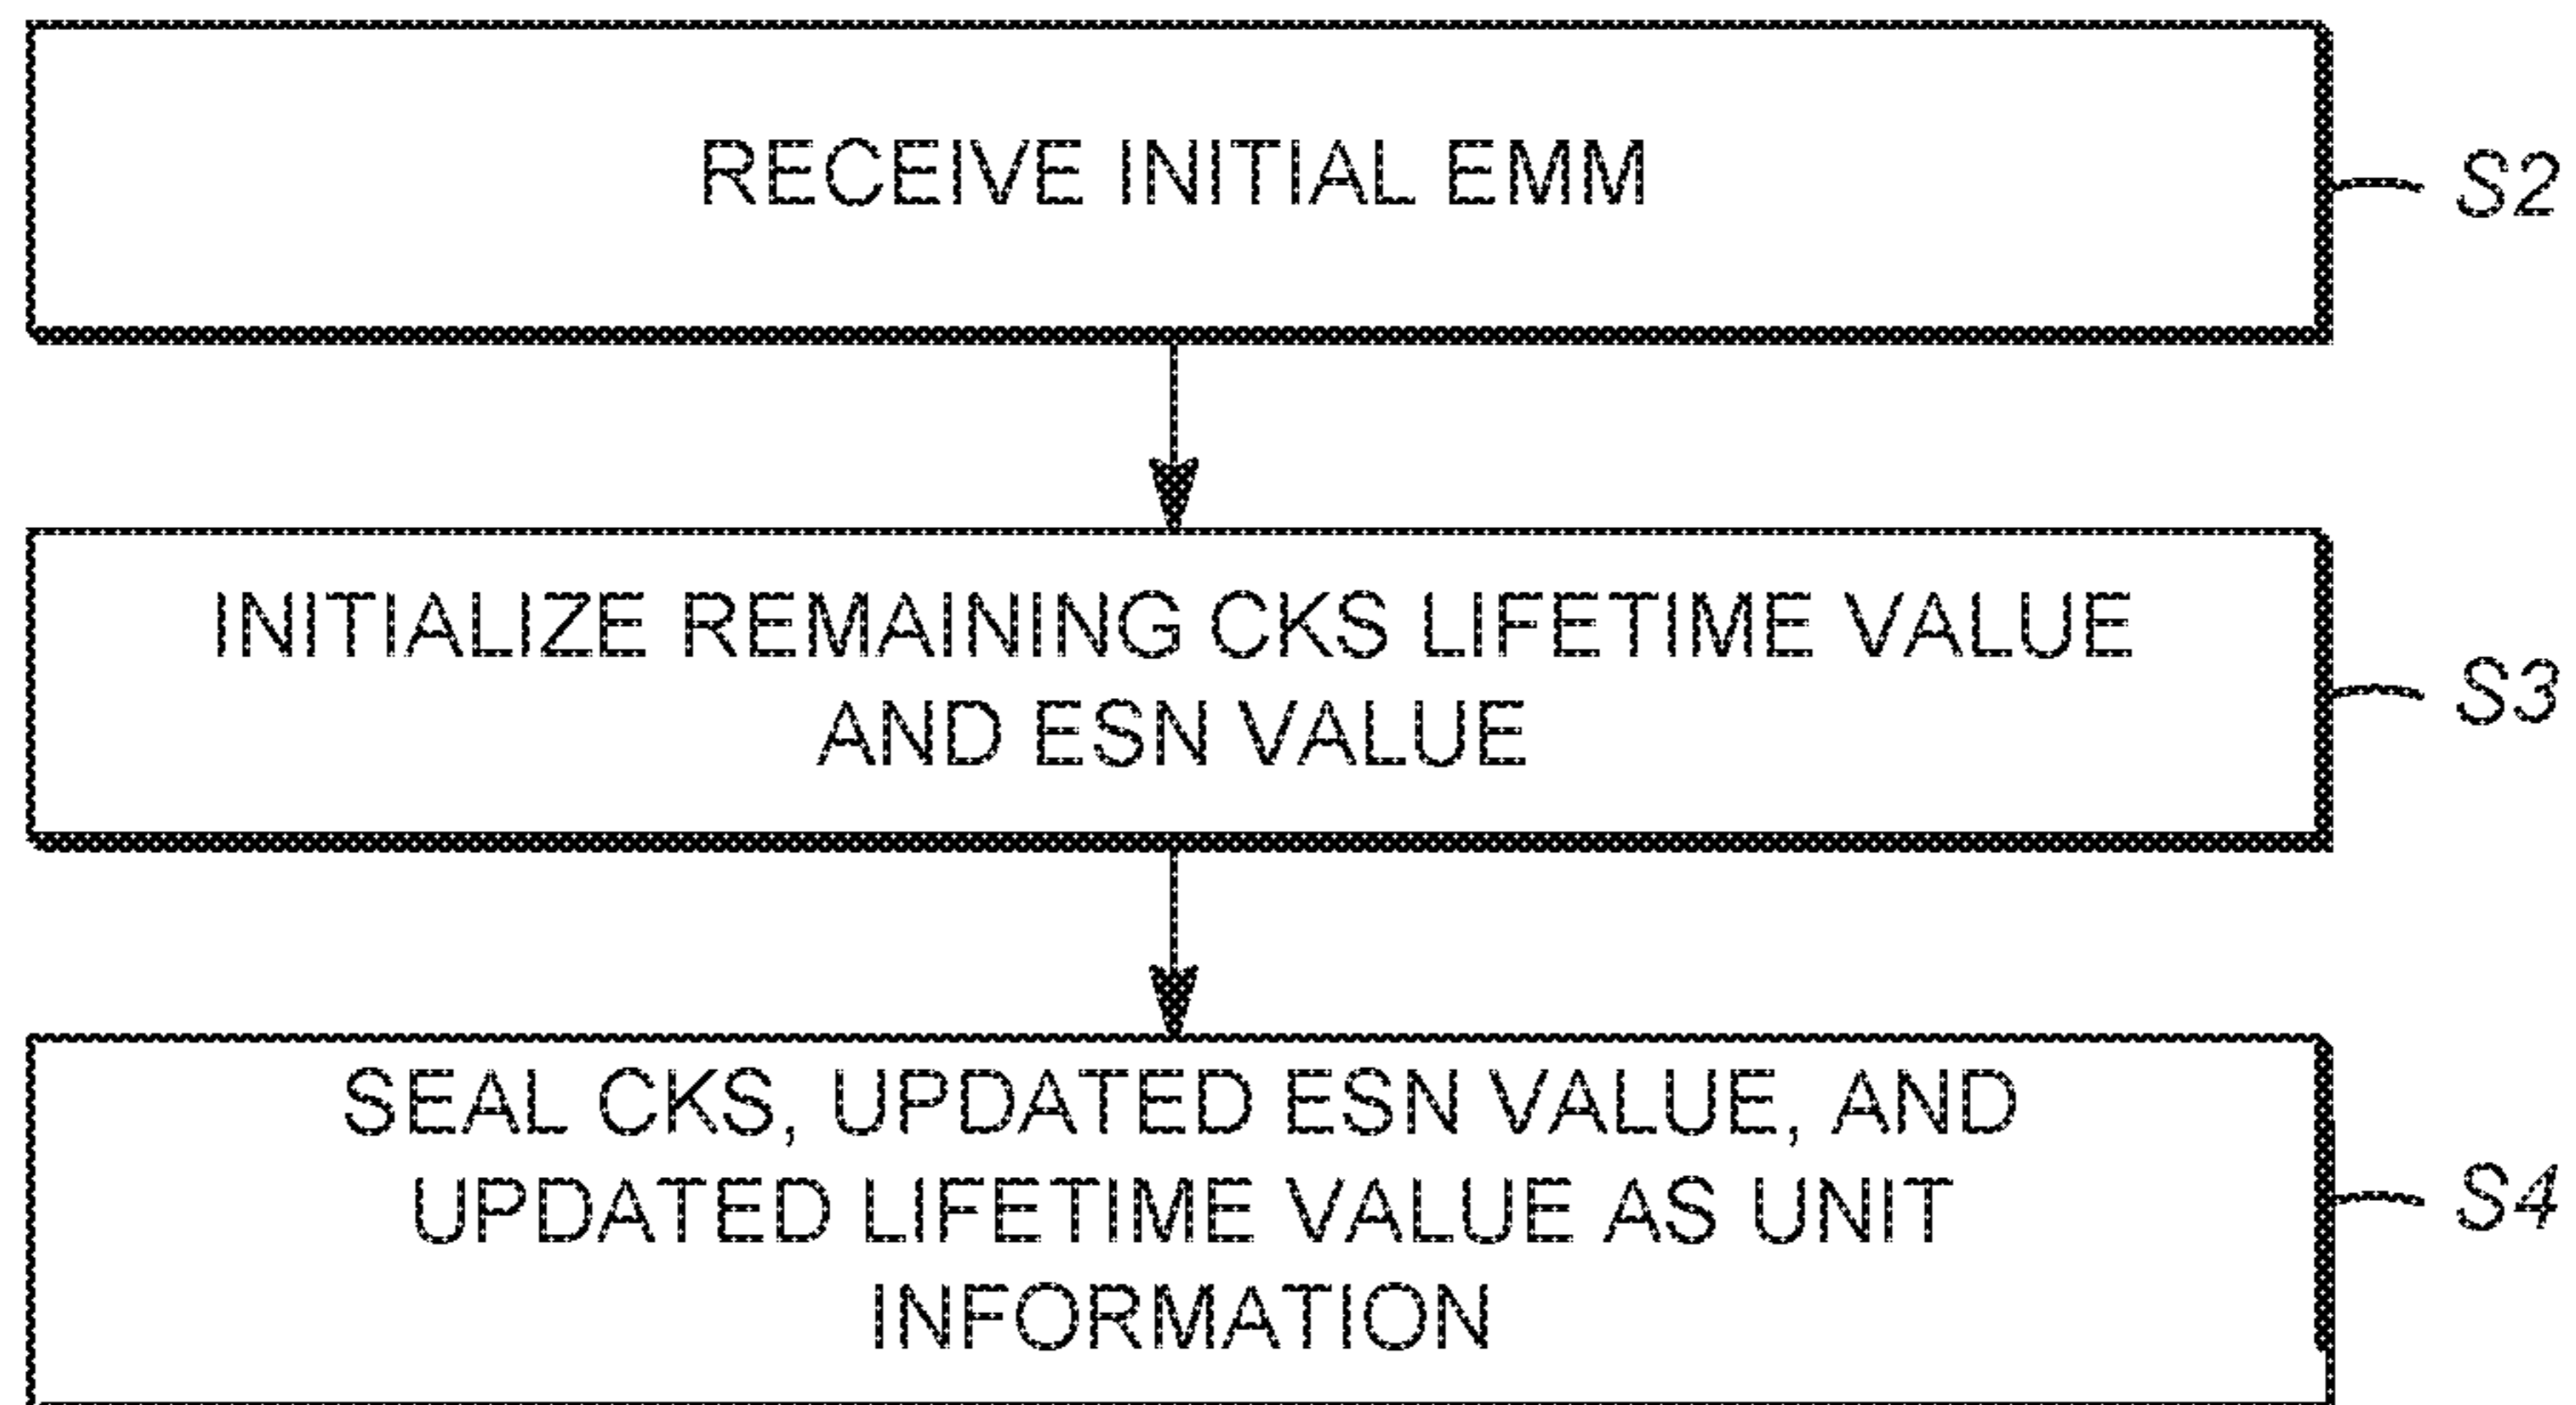 RECEIVE INITIAL EMM
S2
INITIALIZE REMAINING CKS LIFETIME VALUE
AND ESN VALUE
S3
SEAL CKS, UPDATED ESN VALUE, AND
UPDATED LIFETIME VALUE AS UNIT
INFORMATION
S4